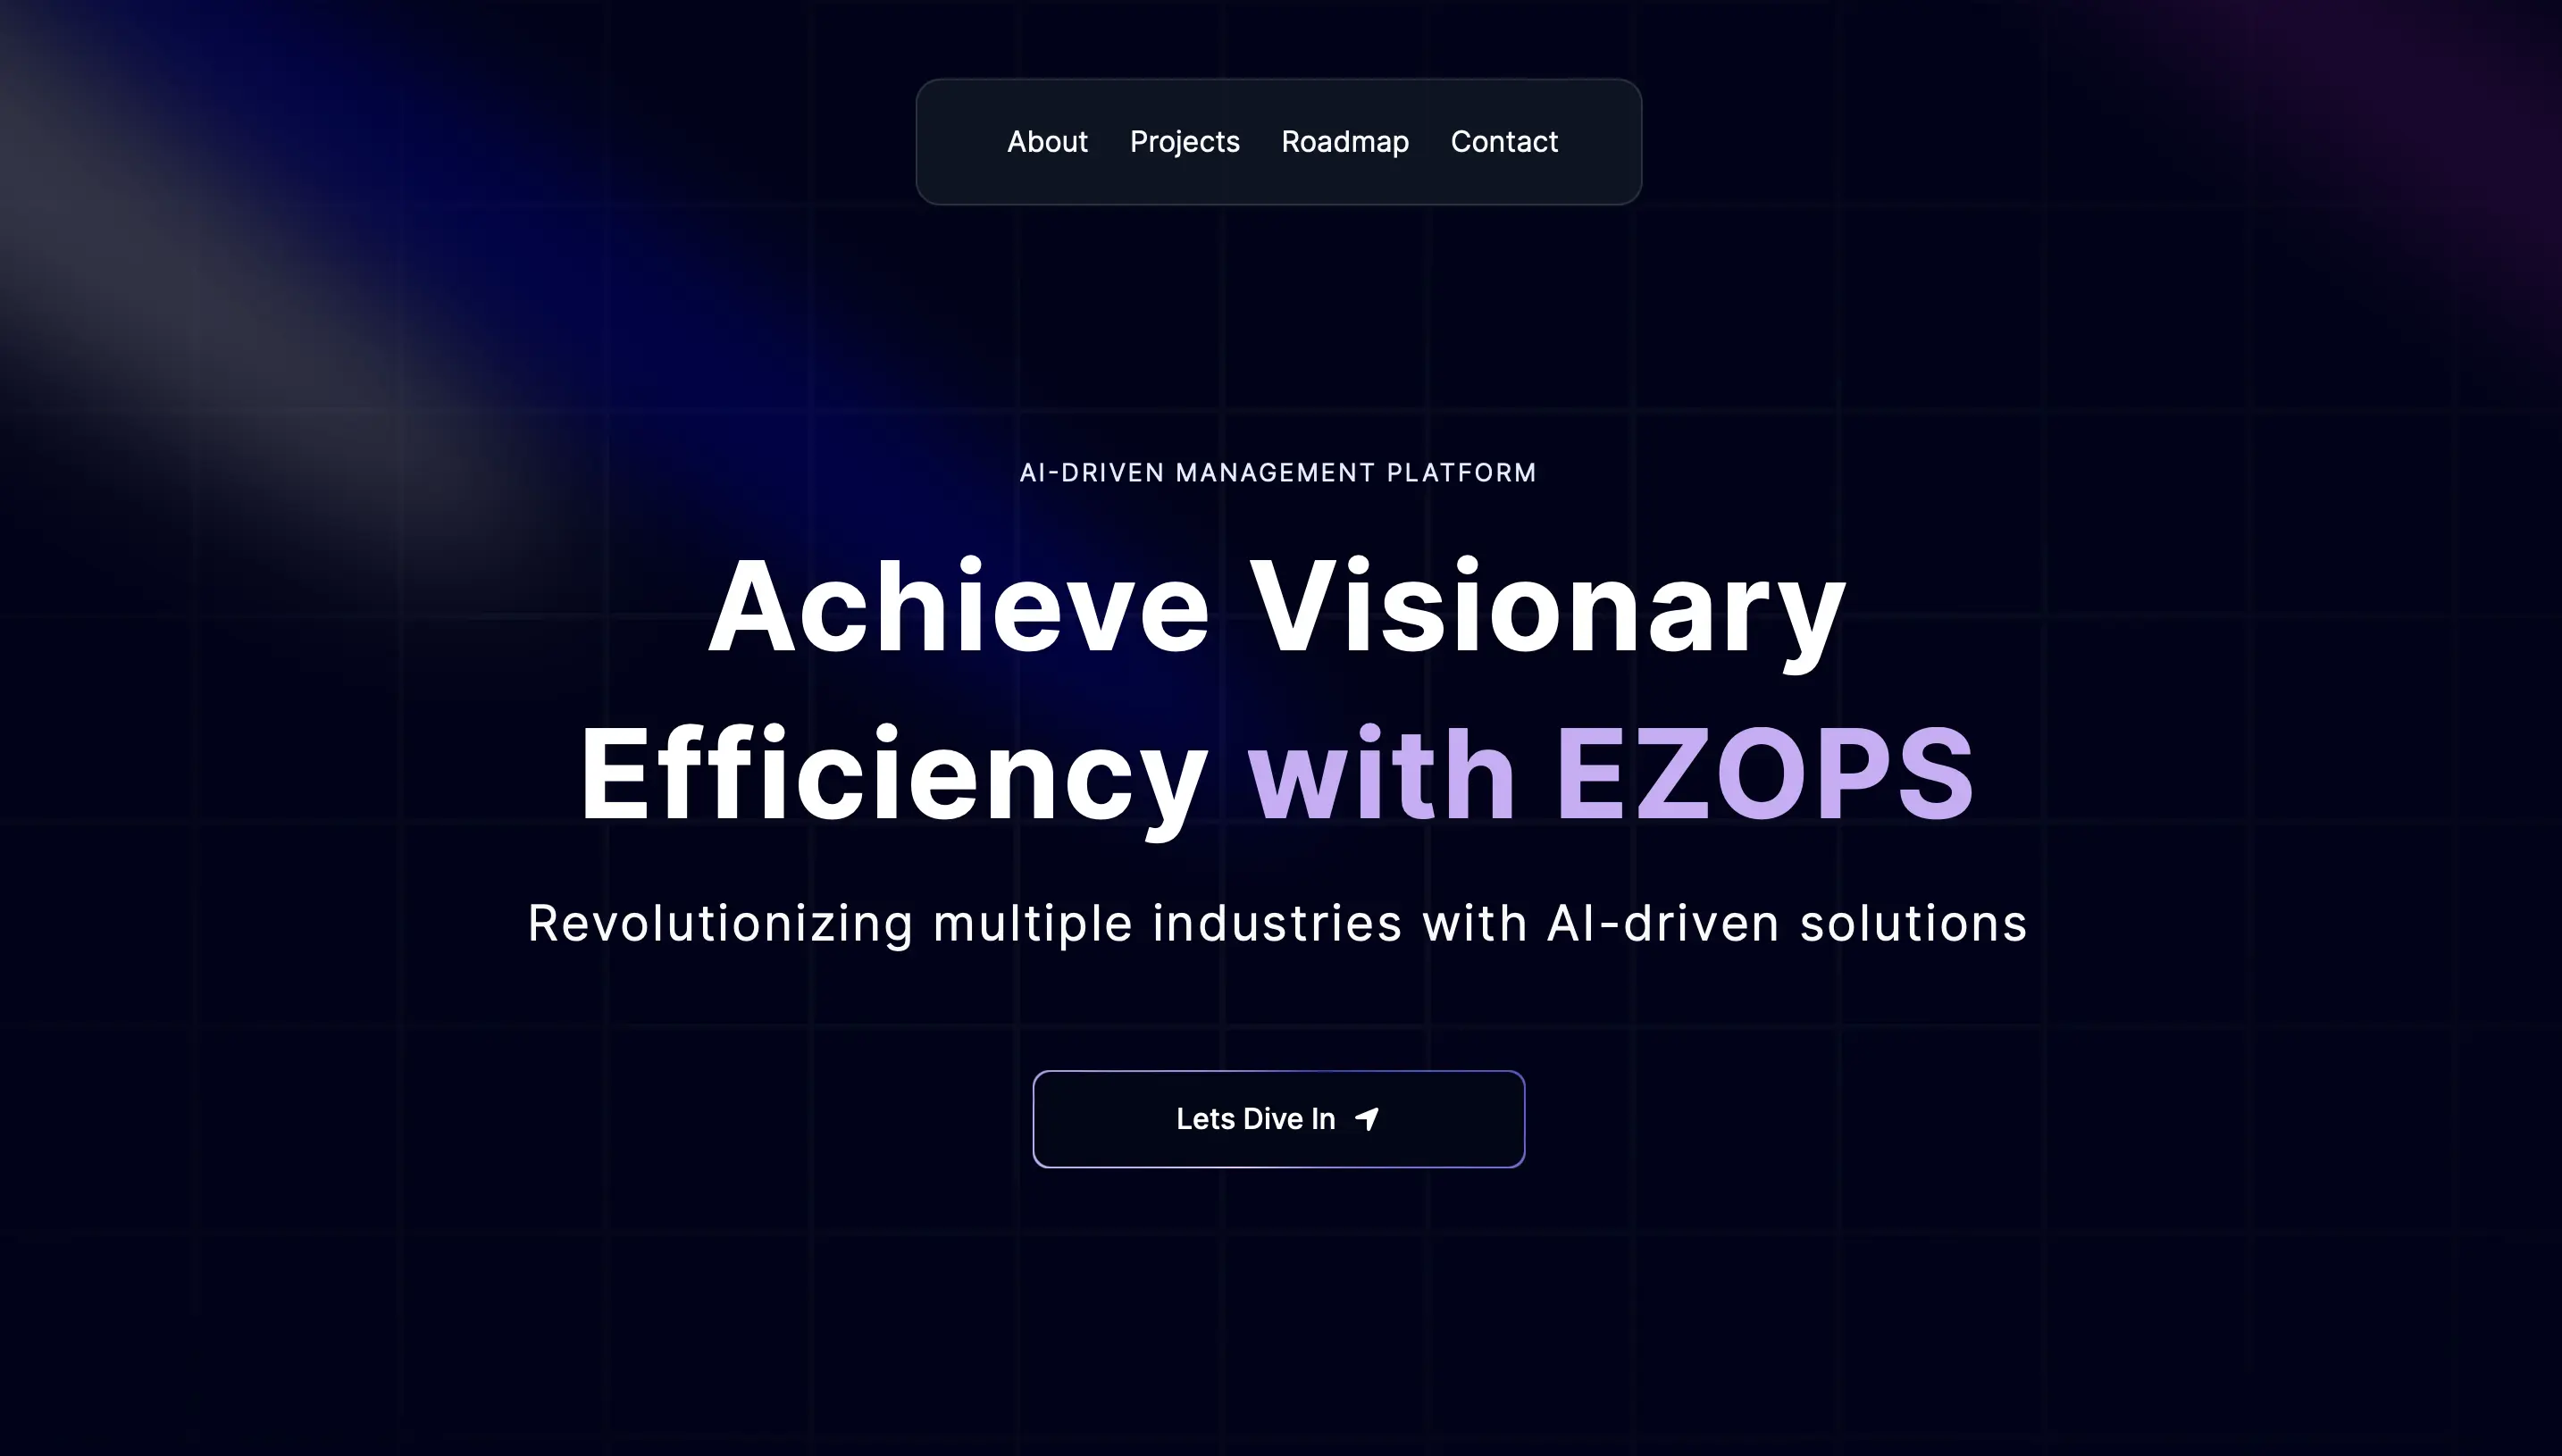 About Projects Roadmap Contact
AI-DRIVEN MANAGEMENT PLATFORM
Achieve Visionary
Efficiency with EZOPS
Revolutionizing multiple industries with AI-driven solutions
Lets Dive In